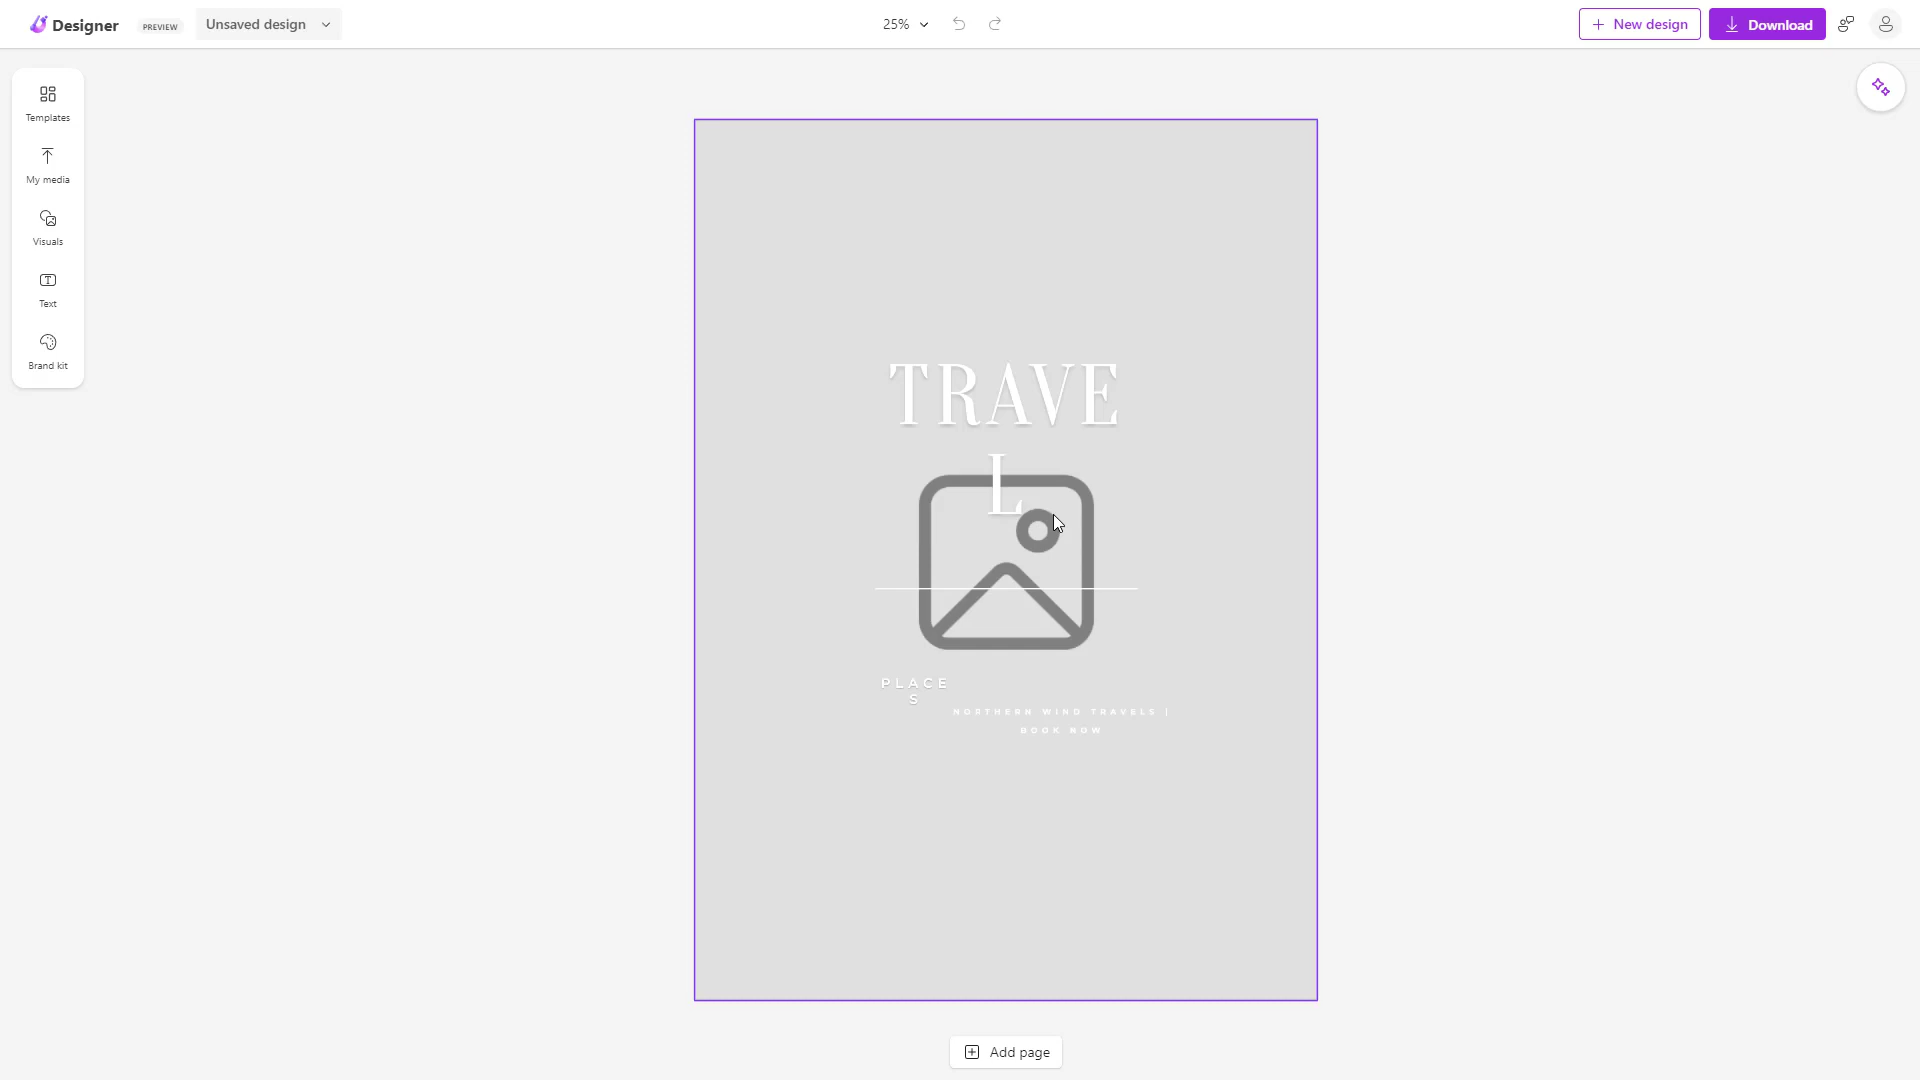 Designer PREVIEW Unsaved design 25% New design Download
Templates
My media
Visuals
Text
Brand kit
TRAVE
L
PLACE
S
NORTHERN WIND TRAVELS |
BOOK NOW
Add page